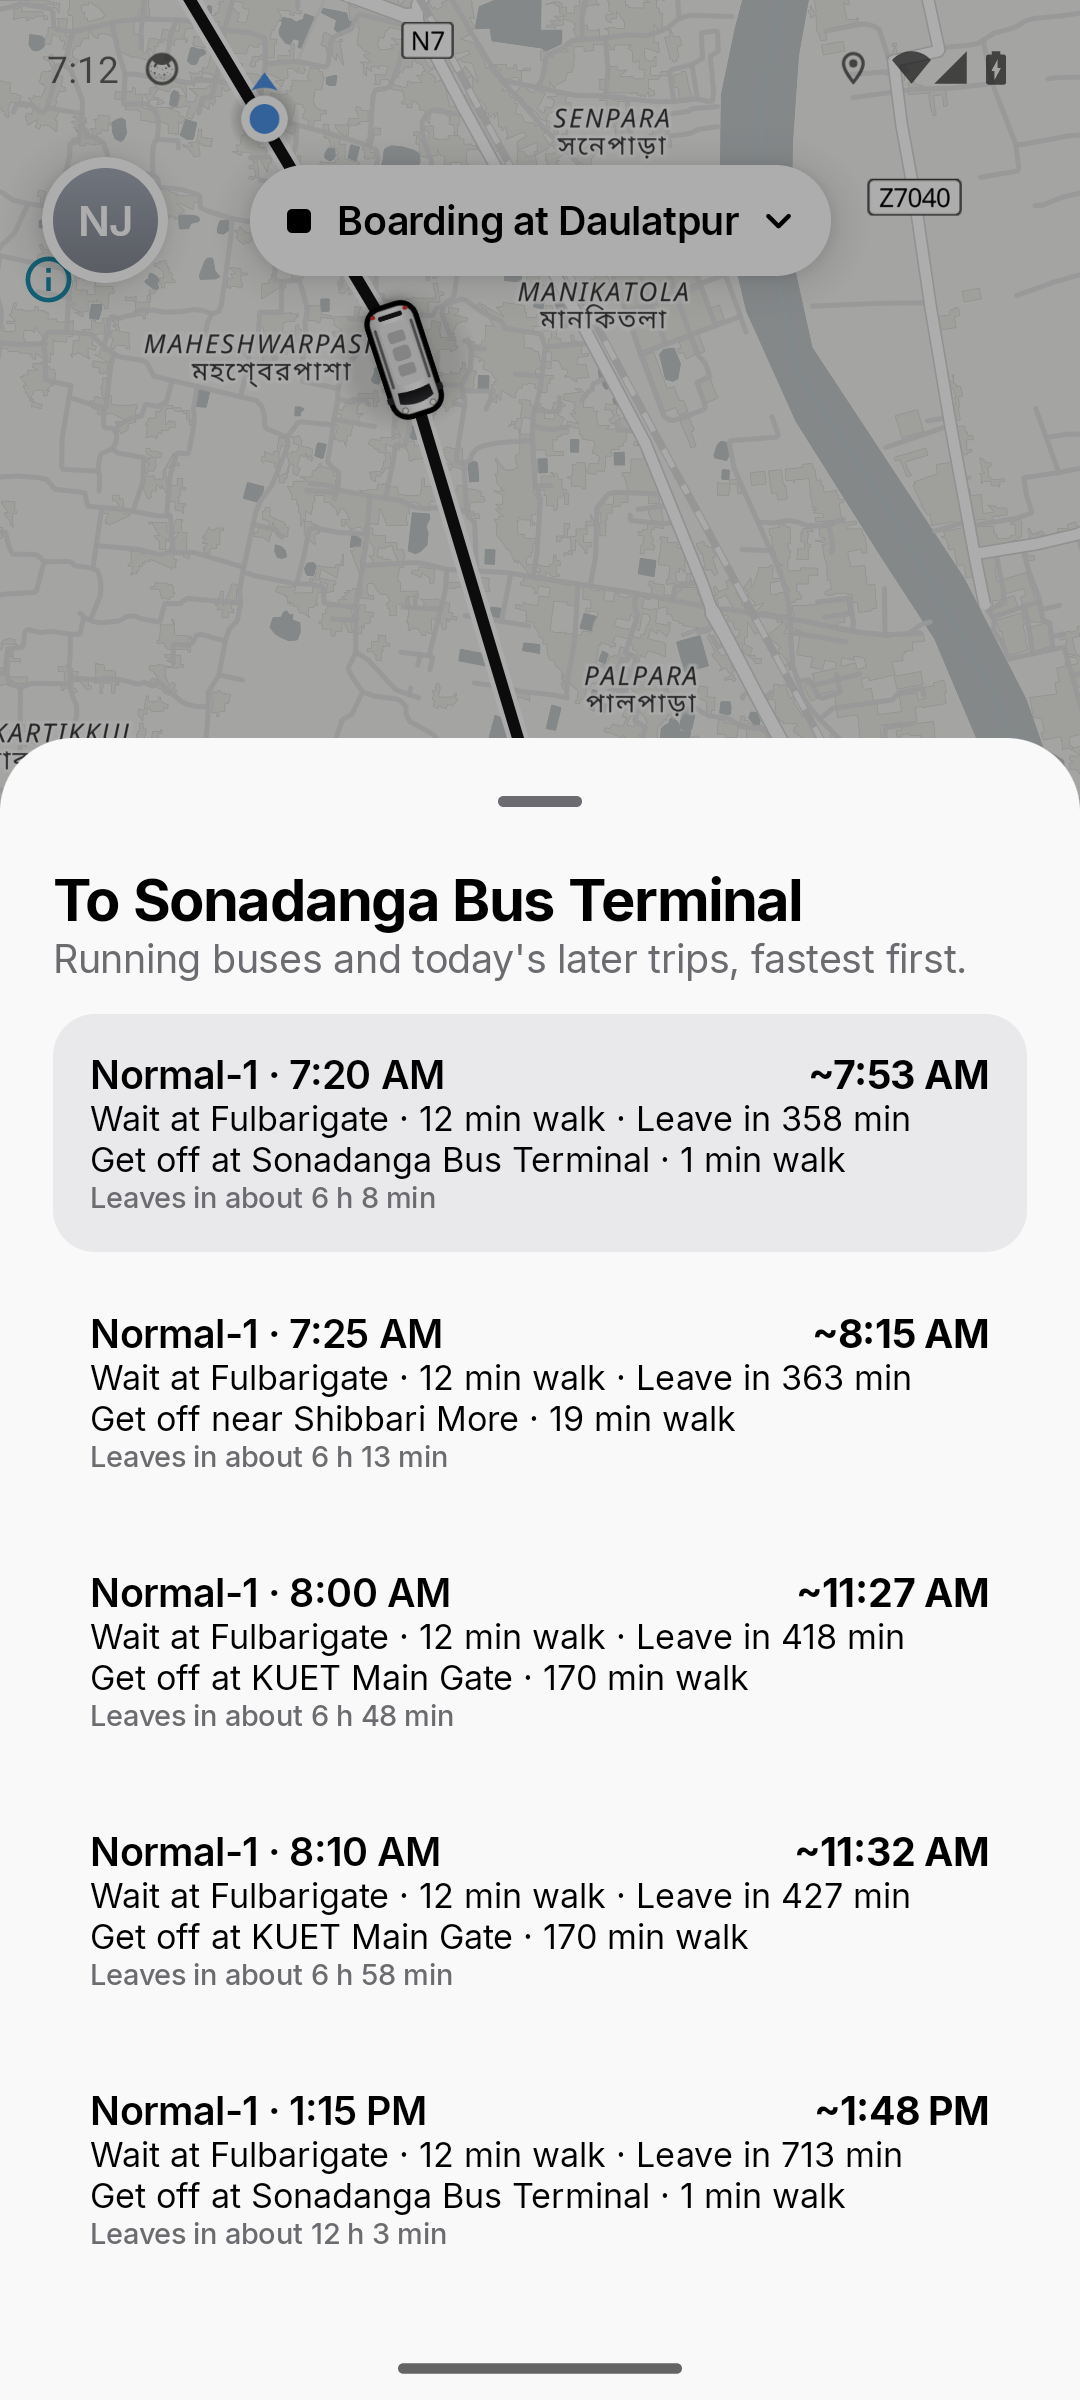 7:12
N7
SENPARA
সেনপাড়া
Z7040
NJ
Boarding at Daulatpur
MANIKATOLA
মানিকতলা
MAHESHWARPAS
মহেশ্বরপাশা
PALPARA
পালপাড়া
KARTIKKUL
To Sonadanga Bus Terminal
Running buses and today's later trips, fastest first.
Normal-1 · 7:20 AM ~7:53 AM
Wait at Fulbarigate · 12 min walk · Leave in 358 min
Get off at Sonadanga Bus Terminal · 1 min walk
Leaves in about 6 h 8 min
Normal-1 · 7:25 AM ~8:15 AM
Wait at Fulbarigate · 12 min walk · Leave in 363 min
Get off near Shibbari More · 19 min walk
Leaves in about 6 h 13 min
Normal-1 · 8:00 AM ~11:27 AM
Wait at Fulbarigate · 12 min walk · Leave in 418 min
Get off at KUET Main Gate · 170 min walk
Leaves in about 6 h 48 min
Normal-1 · 8:10 AM ~11:32 AM
Wait at Fulbarigate · 12 min walk · Leave in 427 min
Get off at KUET Main Gate · 170 min walk
Leaves in about 6 h 58 min
Normal-1 · 1:15 PM ~1:48 PM
Wait at Fulbarigate · 12 min walk · Leave in 713 min
Get off at Sonadanga Bus Terminal · 1 min walk
Leaves in about 12 h 3 min